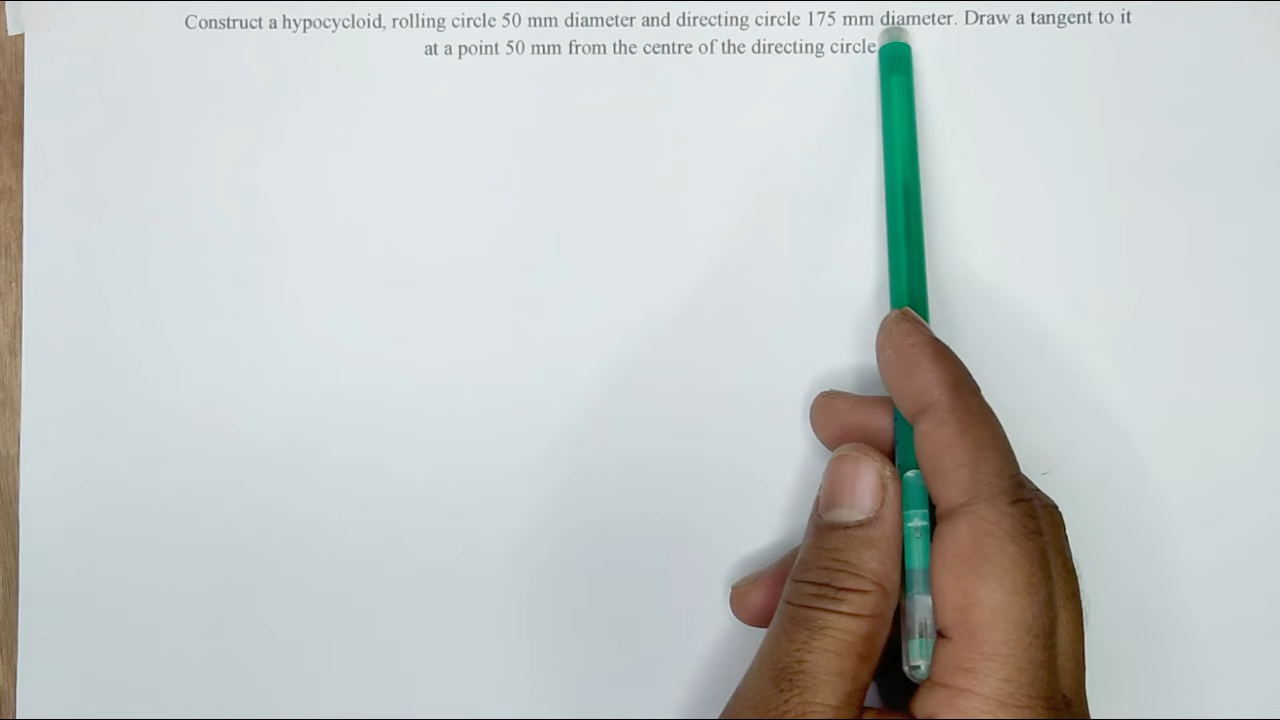 Construct a hypocycloid, rolling circle 50 mm diameter and directing circle 175 mm diameter. Draw a tangent to it
at a point 50 mm from the centre of the directing circle